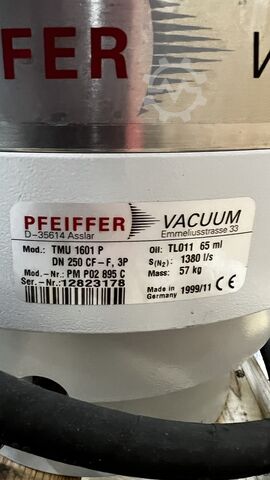 FER V
PFEIFFER VACUUM
D-35614 Asslar Emmeliusstrasse 33
Mod.: TMU 1601 P Oil: TL011 65 ml
DN 250 CF-F, 3P S(N₂): 1380 l/s
Mod.-Nr.: PM P02 895 C Mass: 57 kg
Ser.-Nr.: 12823178 Made in Germany 1999/11 CE